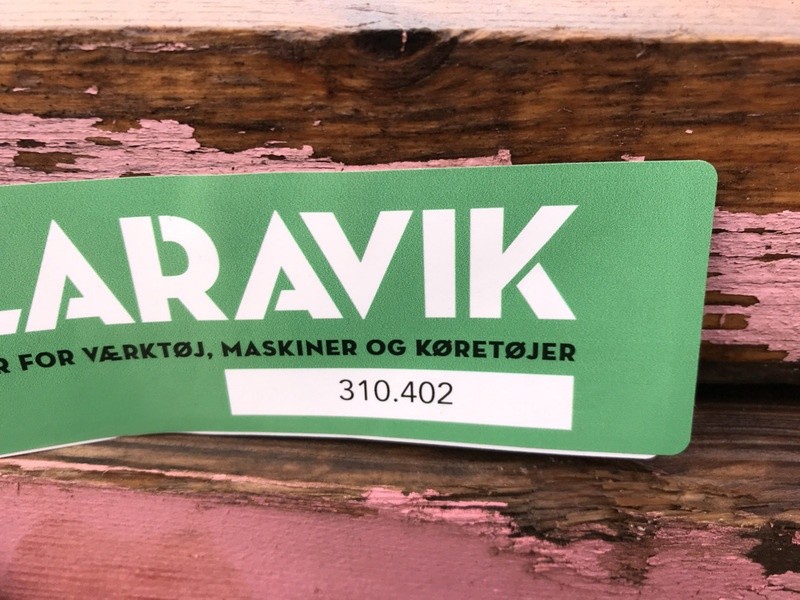 LARAVIK
R FOR VÆRKTØJ, MASKINER OG KØRETØJER
310.402